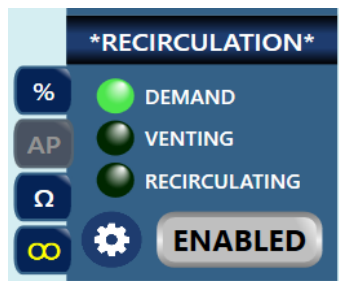 *RECIRCULATION*
%
DEMAND
AP
VENTING
RECIRCULATING
Ω
ꝏ
ENABLED